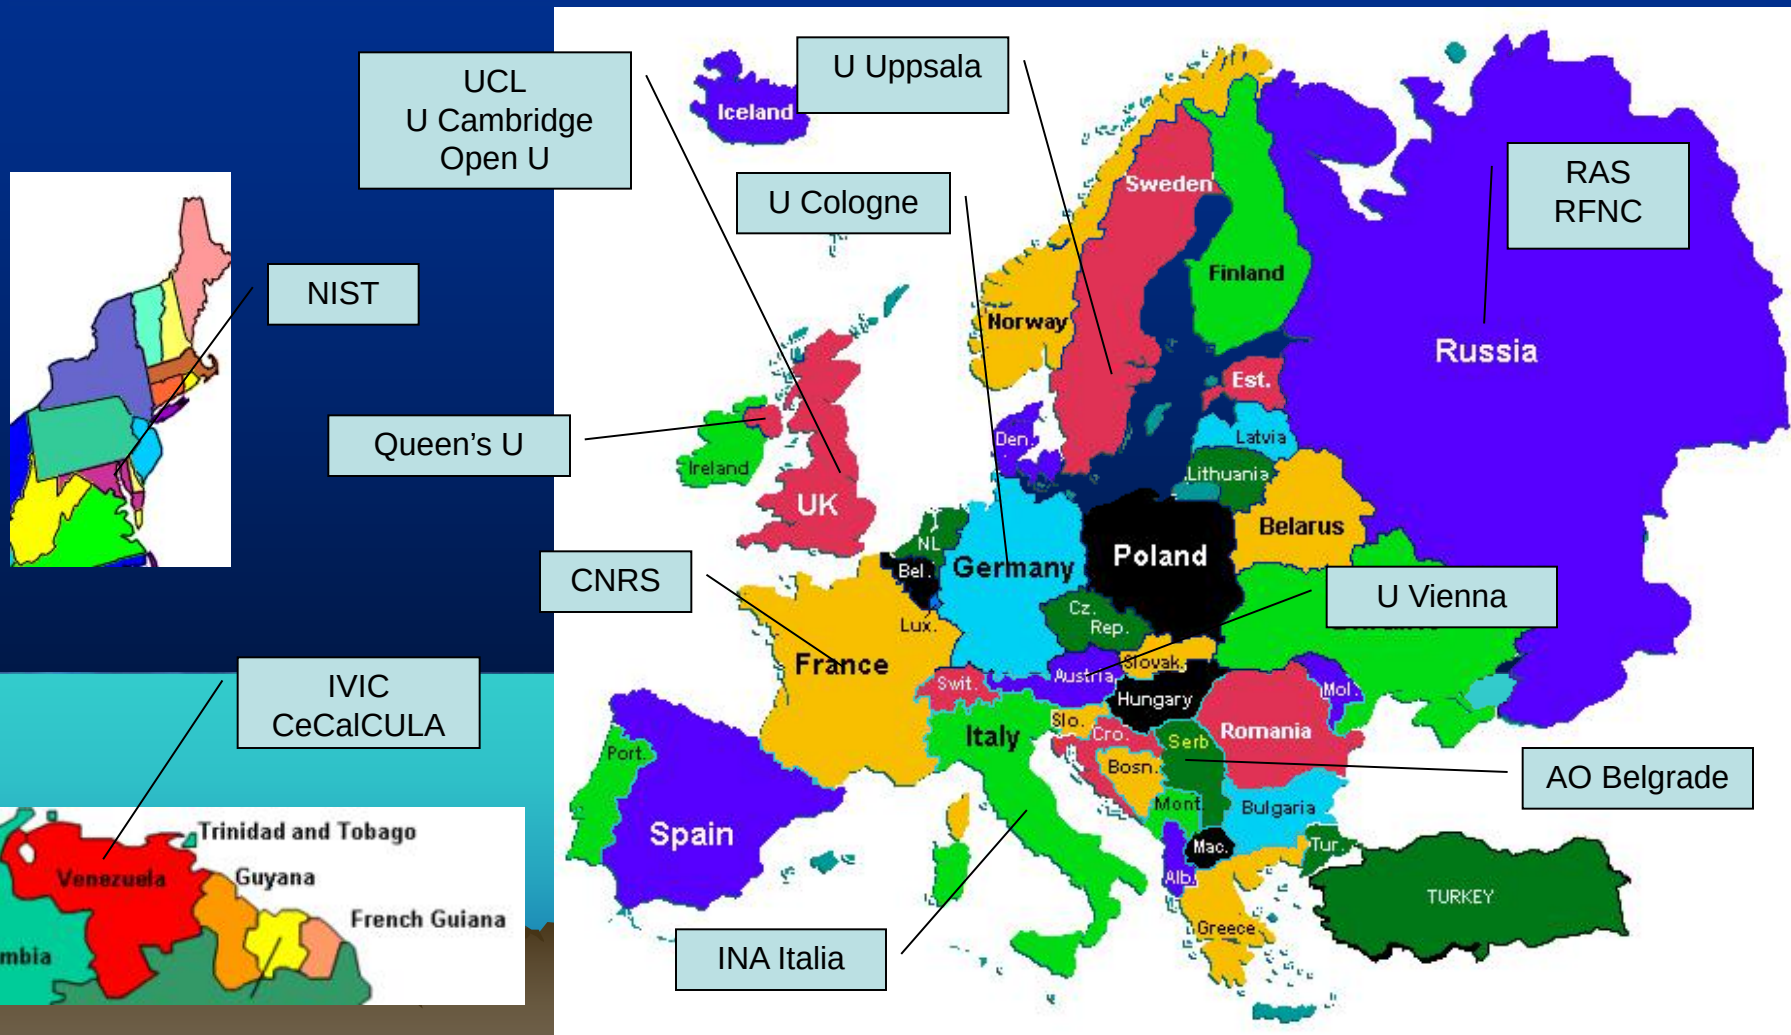 UCL
U Cambridge
Open U
U Uppsala
Iceland
RAS
RFNC
U Cologne
Sweden
Finland
NIST
Norway
Russia
Est.
Den.
Latvia
Queen's U
Ireland
Lithuania
UK
Belarus
NL
Poland
Germany
Bel.
CNRS
U Vienna
Cz.
Rep.
Lux.
France
Slovak.
Austria
Swit.
Hungary
Mol.
IVIC
CeCalCULA
Slo.
Cro.
Italy
Serb
Romania
Port.
Bosn.
AO Belgrade
Mont.
Bulgaria
Spain
Mac.
Tur.
Alb.
TURKEY
Greece
Trinidad and Tobago
Venezuela
Guyana
French Guiana
mbia
INA Italia